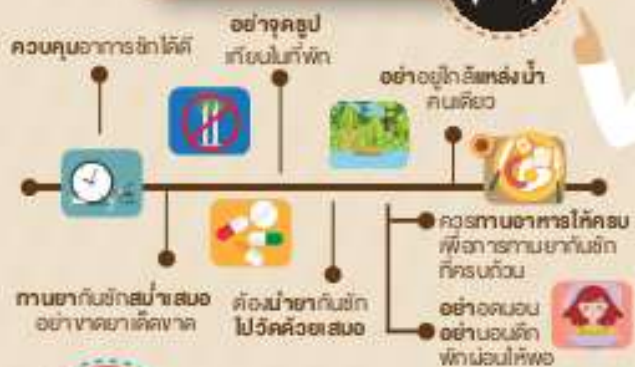 ควบคุมอาการชักได้ดี
อย่าจุดธูป
เทียนในที่พัก
อย่าอยู่ใกล้แหล่งน้ำ
คนเดียว
ทานยากันชักสม่ำเสมอ
อย่าขาดยาเด็ดขาด
ต้องนำยากันชัก
ไปวัดด้วยเสมอ
ควรทานอาหารให้ครบ
เพื่อการทานยากันชัก
ที่ครบถ้วน
อย่าอดนอน
อย่านอนดึก
พักผ่อนให้พอ